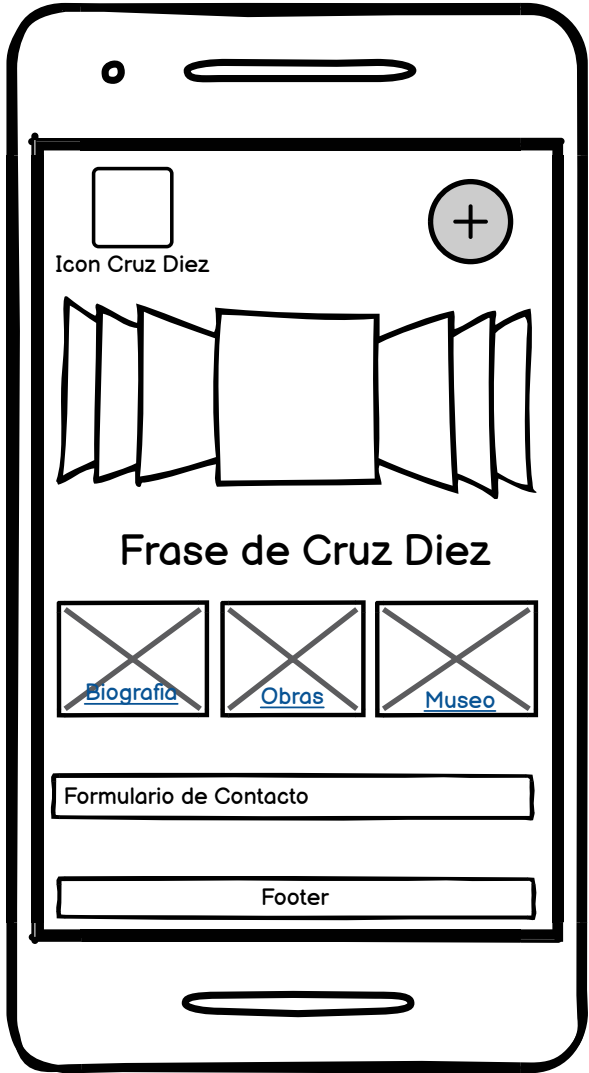 Icon Cruz Diez
Frase de Cruz Diez
Biografia
Obras
Museo
Formulario de Contacto
Footer